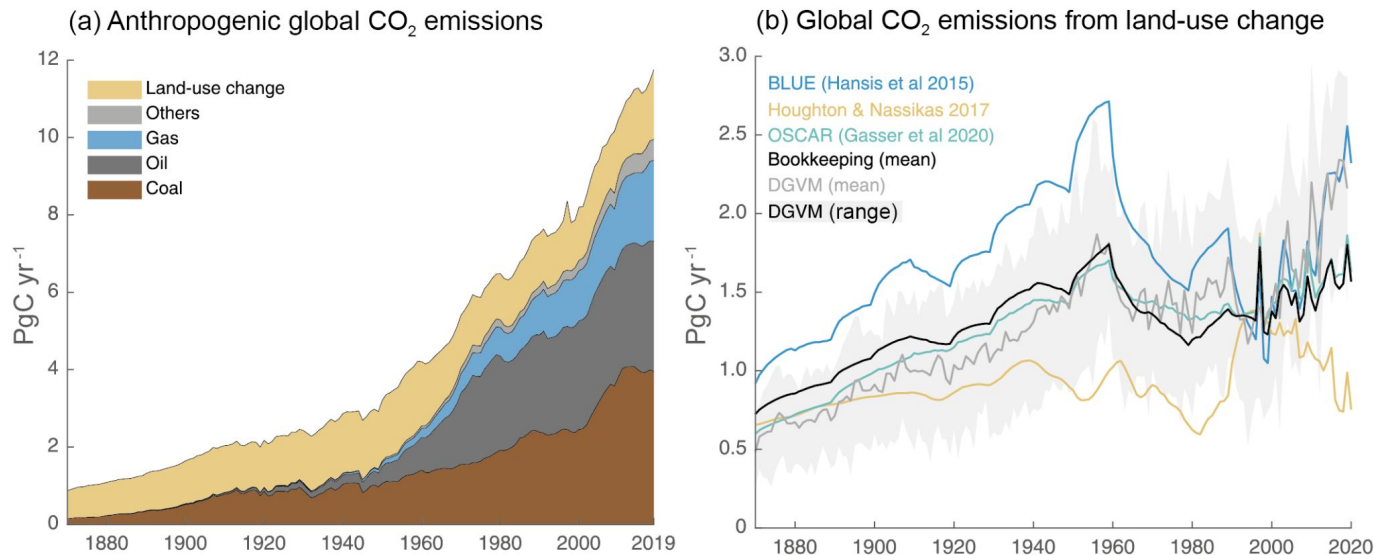 (a) Anthropogenic global CO₂ emissions
12
10
8
6
4
2
0
PgC yr⁻¹
Land-use change
Others
Gas
Oil
Coal
1880 1900 1920 1940 1960 1980 2000 2019
(b) Global CO₂ emissions from land-use change
3.0
2.5
2.0
1.5
1.0
0.5
0
PgC yr⁻¹
BLUE (Hansis et al 2015)
Houghton & Nassikas 2017
OSCAR (Gasser et al 2020)
Bookkeeping (mean)
DGVM (mean)
DGVM (range)
1880 1900 1920 1940 1960 1980 2000 2020